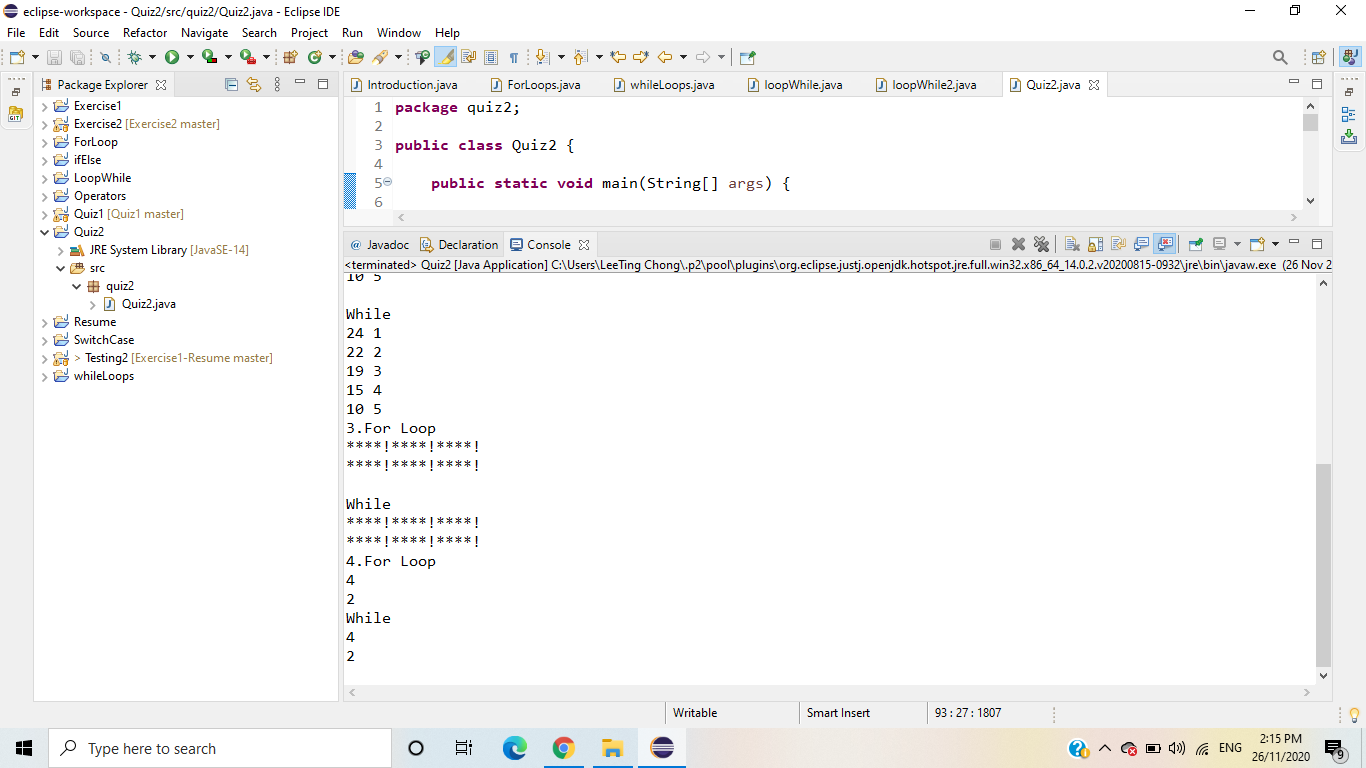 eclipse-workspace - Quiz2/src/quiz2/Quiz2.java - Eclipse IDE
File Edit Source Refactor Navigate Search Project Run Window Help
Package Explorer
Exercise1
Exercise2 [Exercise2 master]
ForLoop
ifElse
LoopWhile
Operators
Quiz1 [Quiz1 master]
Quiz2
JRE System Library [JavaSE-14]
src
quiz2
Quiz2.java
Resume
SwitchCase
> Testing2 [Exercise1-Resume master]
whileLoops
Introduction.java ForLoops.java whileLoops.java loopWhile.java loopWhile2.java Quiz2.java
1 package quiz2;
2
3 public class Quiz2 {
4
5 public static void main(String[] args) {
6
@ Javadoc Declaration Console
<terminated> Quiz2 [Java Application] C:\Users\LeeTing Chong\.p2\pool\plugins\org.eclipse.justj.openjdk.hotspot.jre.full.win32.x86_64_14.0.2.v20200815-0932\jre\bin\javaw.exe (26 Nov 2
10 5
While
24 1
22 2
19 3
15 4
10 5
3.For Loop
****!****!****!
****!****!****!
While
****!****!****!
****!****!****!
4.For Loop
4
2
While
4
2
Writable Smart Insert 93 : 27 : 1807
Type here to search
ENG
2:15 PM
26/11/2020
9
GIT